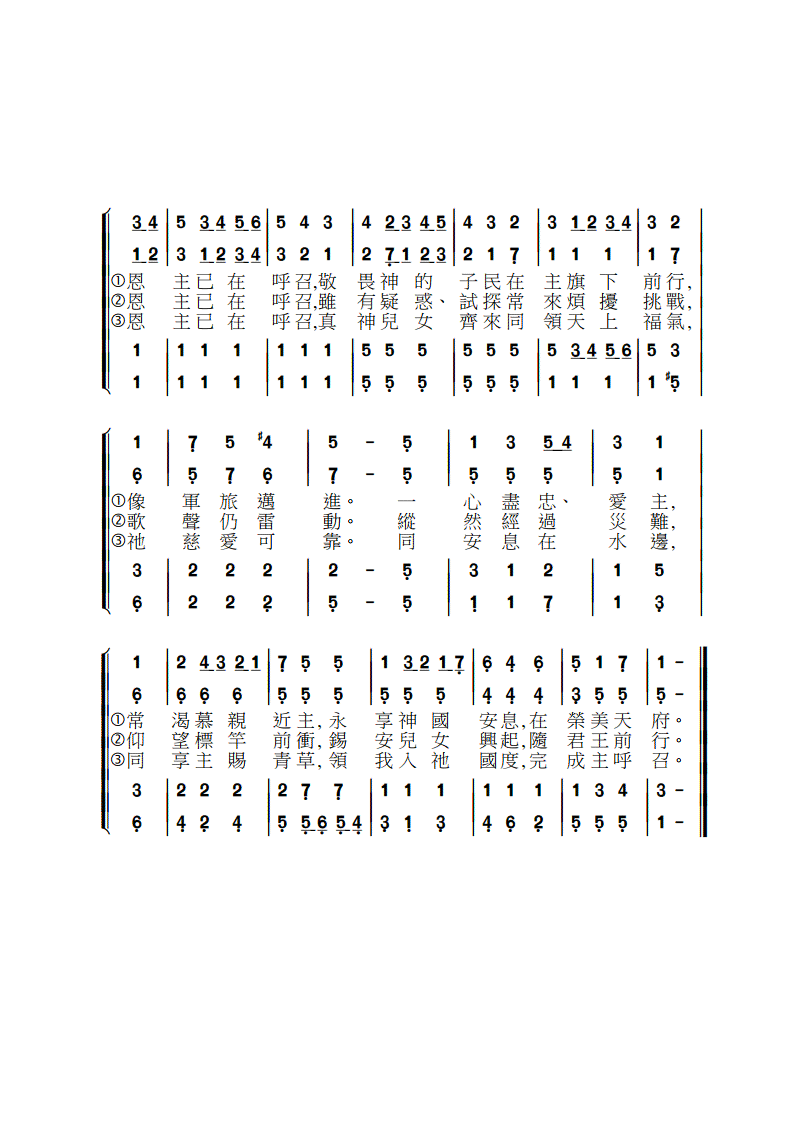 3 4 | 5 3 4 5 6 | 5 4 3 | 4 2 3 4 5 | 4 3 2 | 3 1 2 3 4 | 3 2 |
1 2 | 3 1 2 3 4 | 3 2 1 | 2 7 1 2 3 | 2 1 7 | 1 1 1 | 1 7 |
①恩 主已在 呼召,敬 畏神的 子民在 主旗下 前行,
②恩 主已在 呼召,雖 有疑惑、試探常 來煩擾 挑戰,
③恩 主已在 呼召,真 神兒女 齊來同 領天上 福氣,
1 | 1 1 1 | 1 1 1 | 5 5 5 | 5 5 5 | 5 3 4 5 6 | 5 3 |
1 | 1 1 1 | 1 1 1 | 5 5 5 | 5 5 5 | 1 1 1 | 1 ♯5 |
1 | 7 5 ♯4 | 5 - 5 | 1 3 5 4 | 3 1 |
6 | 5 7 6 | 7 - 5 | 5 5 5 | 5 1 |
①像 軍旅邁 進。一 心盡忠、 愛主,
②歌 聲仍雷 動。縱 然經過 災難,
③祂 慈愛可 靠。同 安息在 水邊,
3 | 2 2 2 | 2 - 5 | 3 1 2 | 1 5 |
6 | 2 2 2 | 5 - 5 | 1 1 7 | 1 3 |
1 | 2 4 3 2 1 | 7 5 5 | 1 3 2 1 7 | 6 4 6 | 5 1 7 | 1 - ‖
6 | 6 6 6 | 5 5 5 | 5 5 5 | 4 4 4 | 3 5 5 | 5 - ‖
①常 渴慕親 近主,永 享神國 安息,在 榮美天 府。
②仰 望標竿 前衝,錫 安兒女 興起,隨 君王前 行。
③同 享主賜 青草,領 我入祂 國度,完 成主呼 召。
3 | 2 2 2 | 2 7 7 | 1 1 1 | 1 1 1 | 1 3 4 | 3 - ‖
6 | 4 2 4 | 5 5 6 5 4 | 3 1 3 | 4 6 2 | 5 5 5 | 1 - ‖